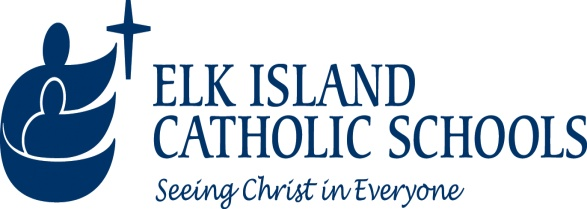 ELK ISLAND
CATHOLIC SCHOOLS
Seeing Christ in Everyone